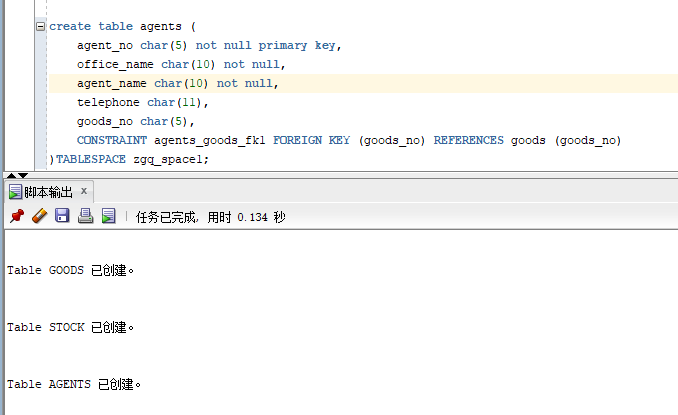 create table agents (
agent_no char(5) not null primary key,
office_name char(10) not null,
agent_name char(10) not null,
telephone char(11),
goods_no char(5),
CONSTRAINT agents_goods_fk1 FOREIGN KEY (goods_no) REFERENCES goods (goods_no)
)TABLESPACE zgq_space1;
脚本输出 x
任务已完成, 用时 0.134 秒
Table GOODS 已创建。
Table STOCK 已创建。
Table AGENTS 已创建。